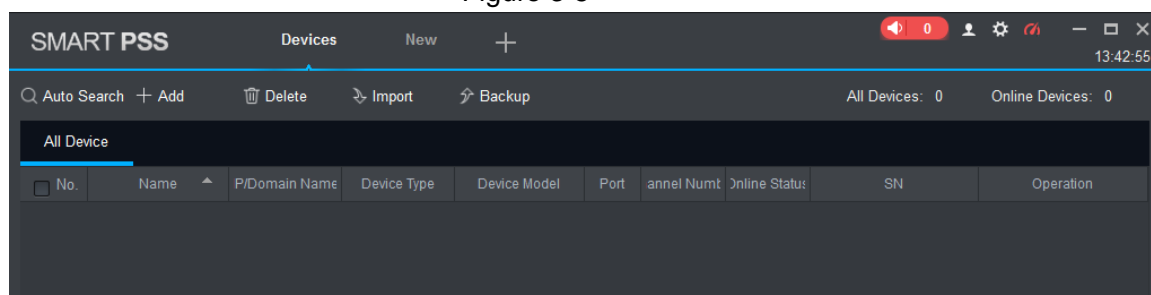 SMART PSS Devices New 0
13:42:55
Auto Search Add Delete Import Backup All Devices: 0 Online Devices: 0
All Device
No. Name P/Domain Name Device Type Device Model Port annel Numb Online Status SN Operation